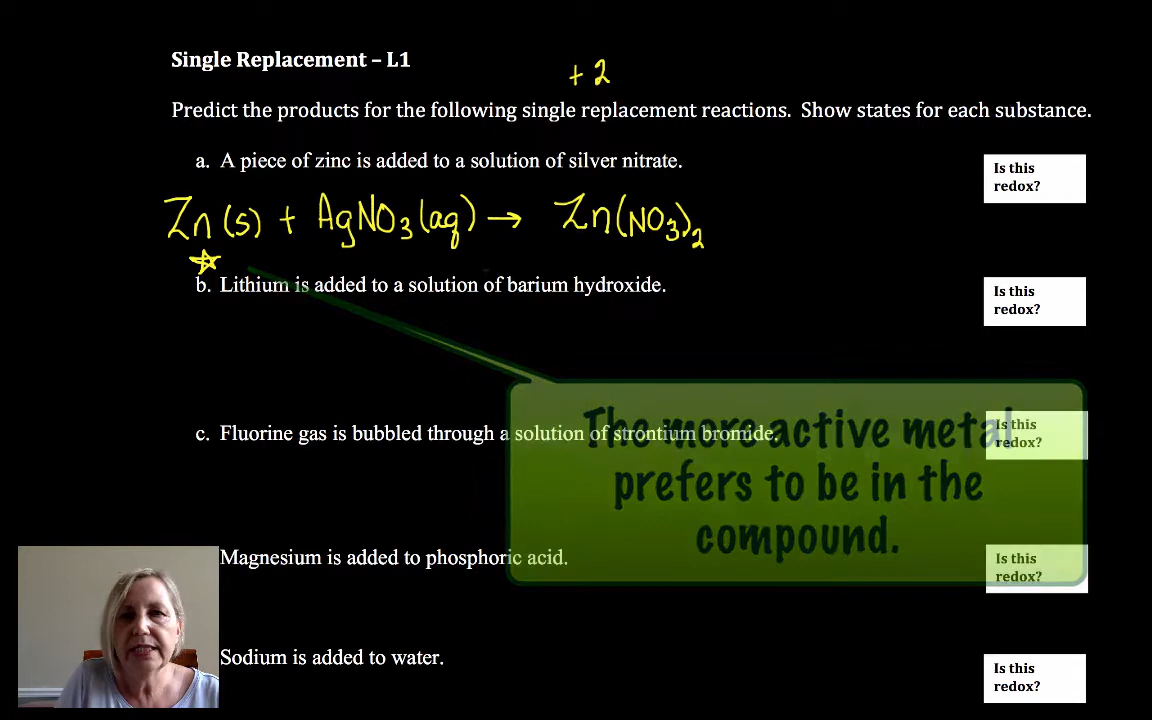 Single Replacement – L1
+ 2
Predict the products for the following single replacement reactions. Show states for each substance.
a. A piece of zinc is added to a solution of silver nitrate.
Is this
redox?
Zn (s) + AgNO₃(aq) → Zn(NO₃)₂
b. Lithium is added to a solution of barium hydroxide.
Is this
redox?
c. Fluorine gas is bubbled through a solution of strontium bromide.
Is this
redox?
The more active metal
prefers to be in the
compound.
Magnesium is added to phosphoric acid.
Is this
redox?
Sodium is added to water.
Is this
redox?